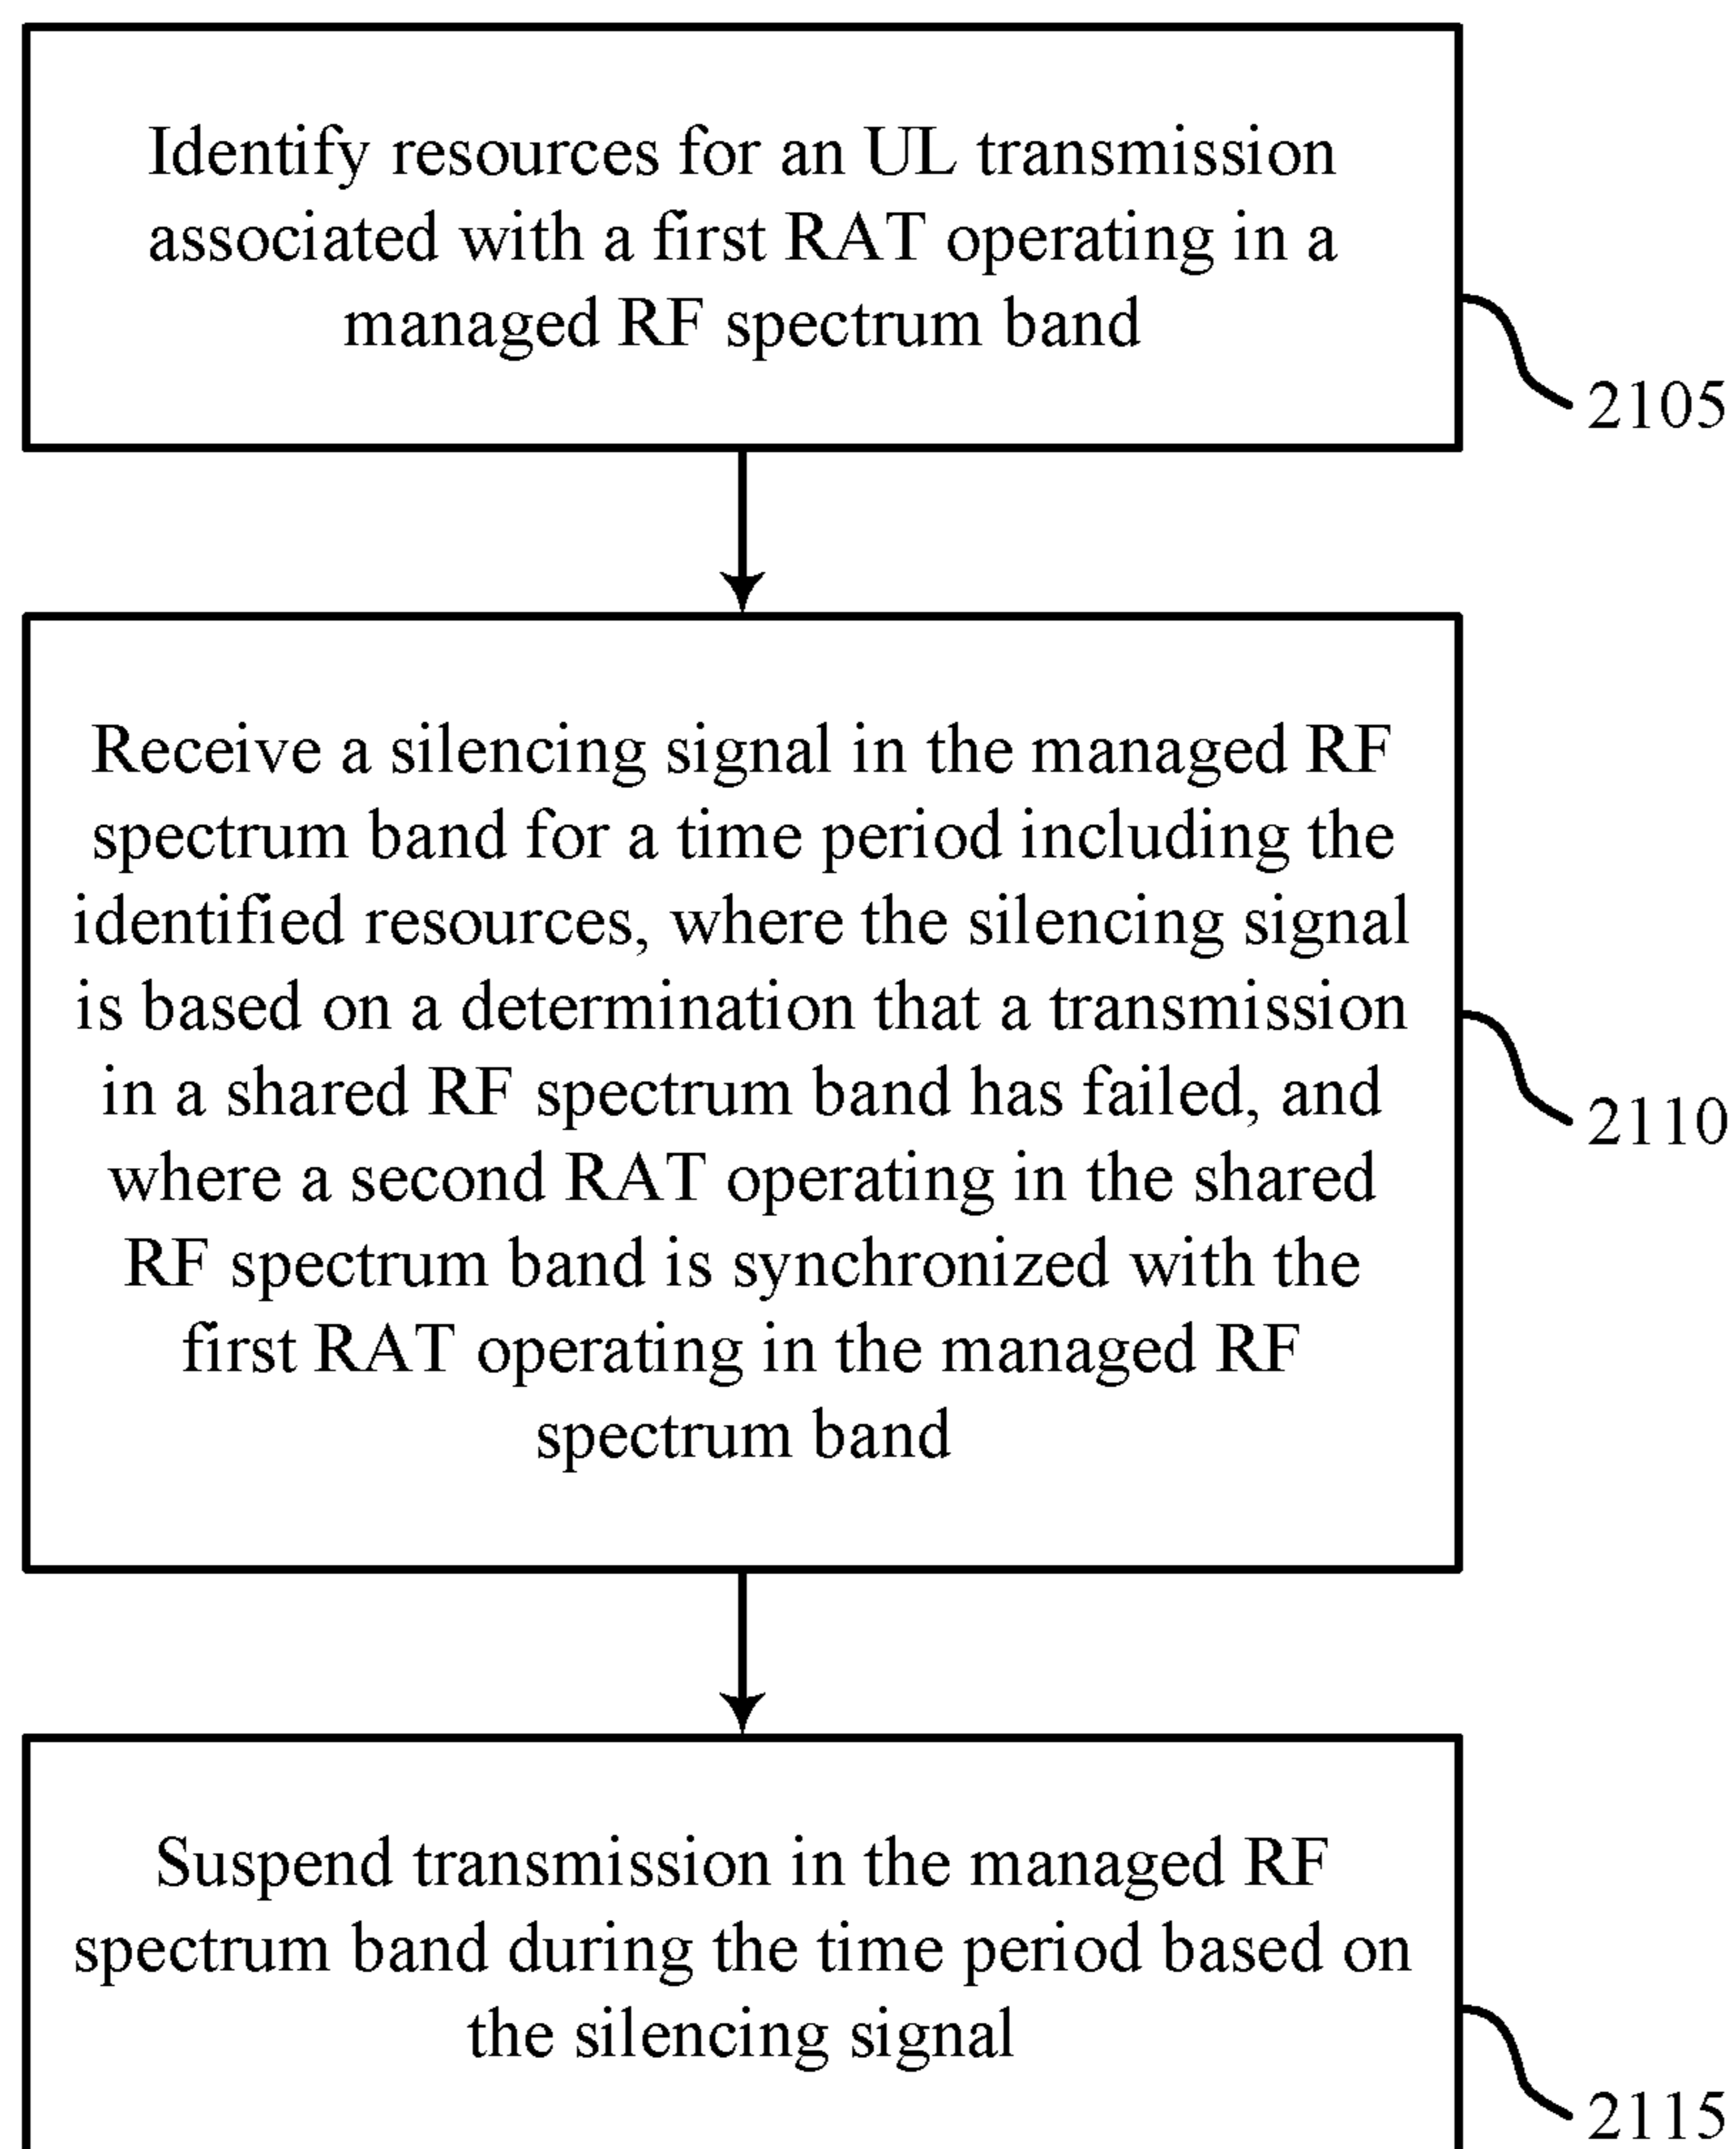 Identify resources for an UL transmission
associated with a first RAT operating in a
managed RF spectrum band
2105
Receive a silencing signal in the managed RF
spectrum band for a time period including the
identified resources, where the silencing signal
is based on a determination that a transmission
in a shared RF spectrum band has failed, and
where a second RAT operating in the shared
RF spectrum band is synchronized with the
first RAT operating in the managed RF
spectrum band
2110
Suspend transmission in the managed RF
spectrum band during the time period based on
the silencing signal
2115